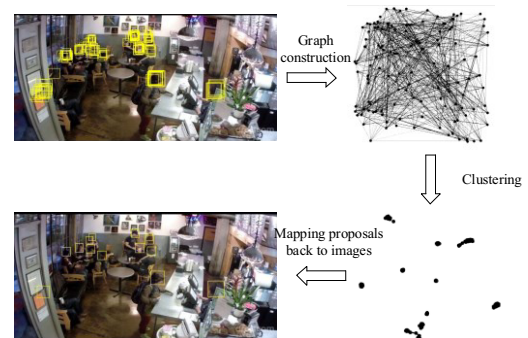 Graph
construction
Clustering
Mapping proposals
back to images